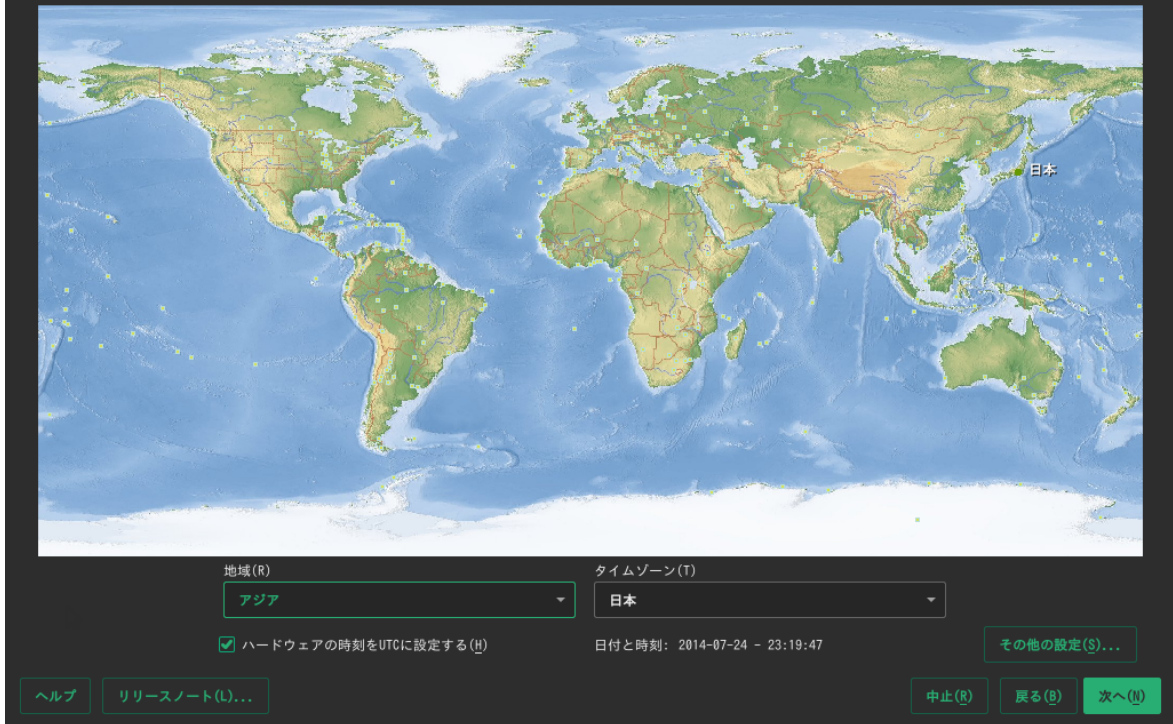 日本
地域(R)
タイムゾーン(T)
アジア
日本
ハードウェアの時刻をUTCに設定する(H)
日付と時刻: 2014-07-24 - 23:19:47
その他の設定(S)...
ヘルプ
リリースノート(L)...
中止(R)
戻る(B)
次へ(N)